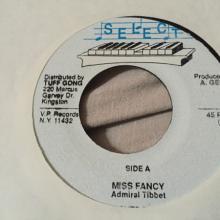 SELECT
Distributed by
TUFF GONG
220 Marcus
Garvey Dr.
Kingston
V.P. Records
N.Y. 11432
Produce
A. GE
45 R
SIDE A
MISS FANCY
Admiral Tibbet